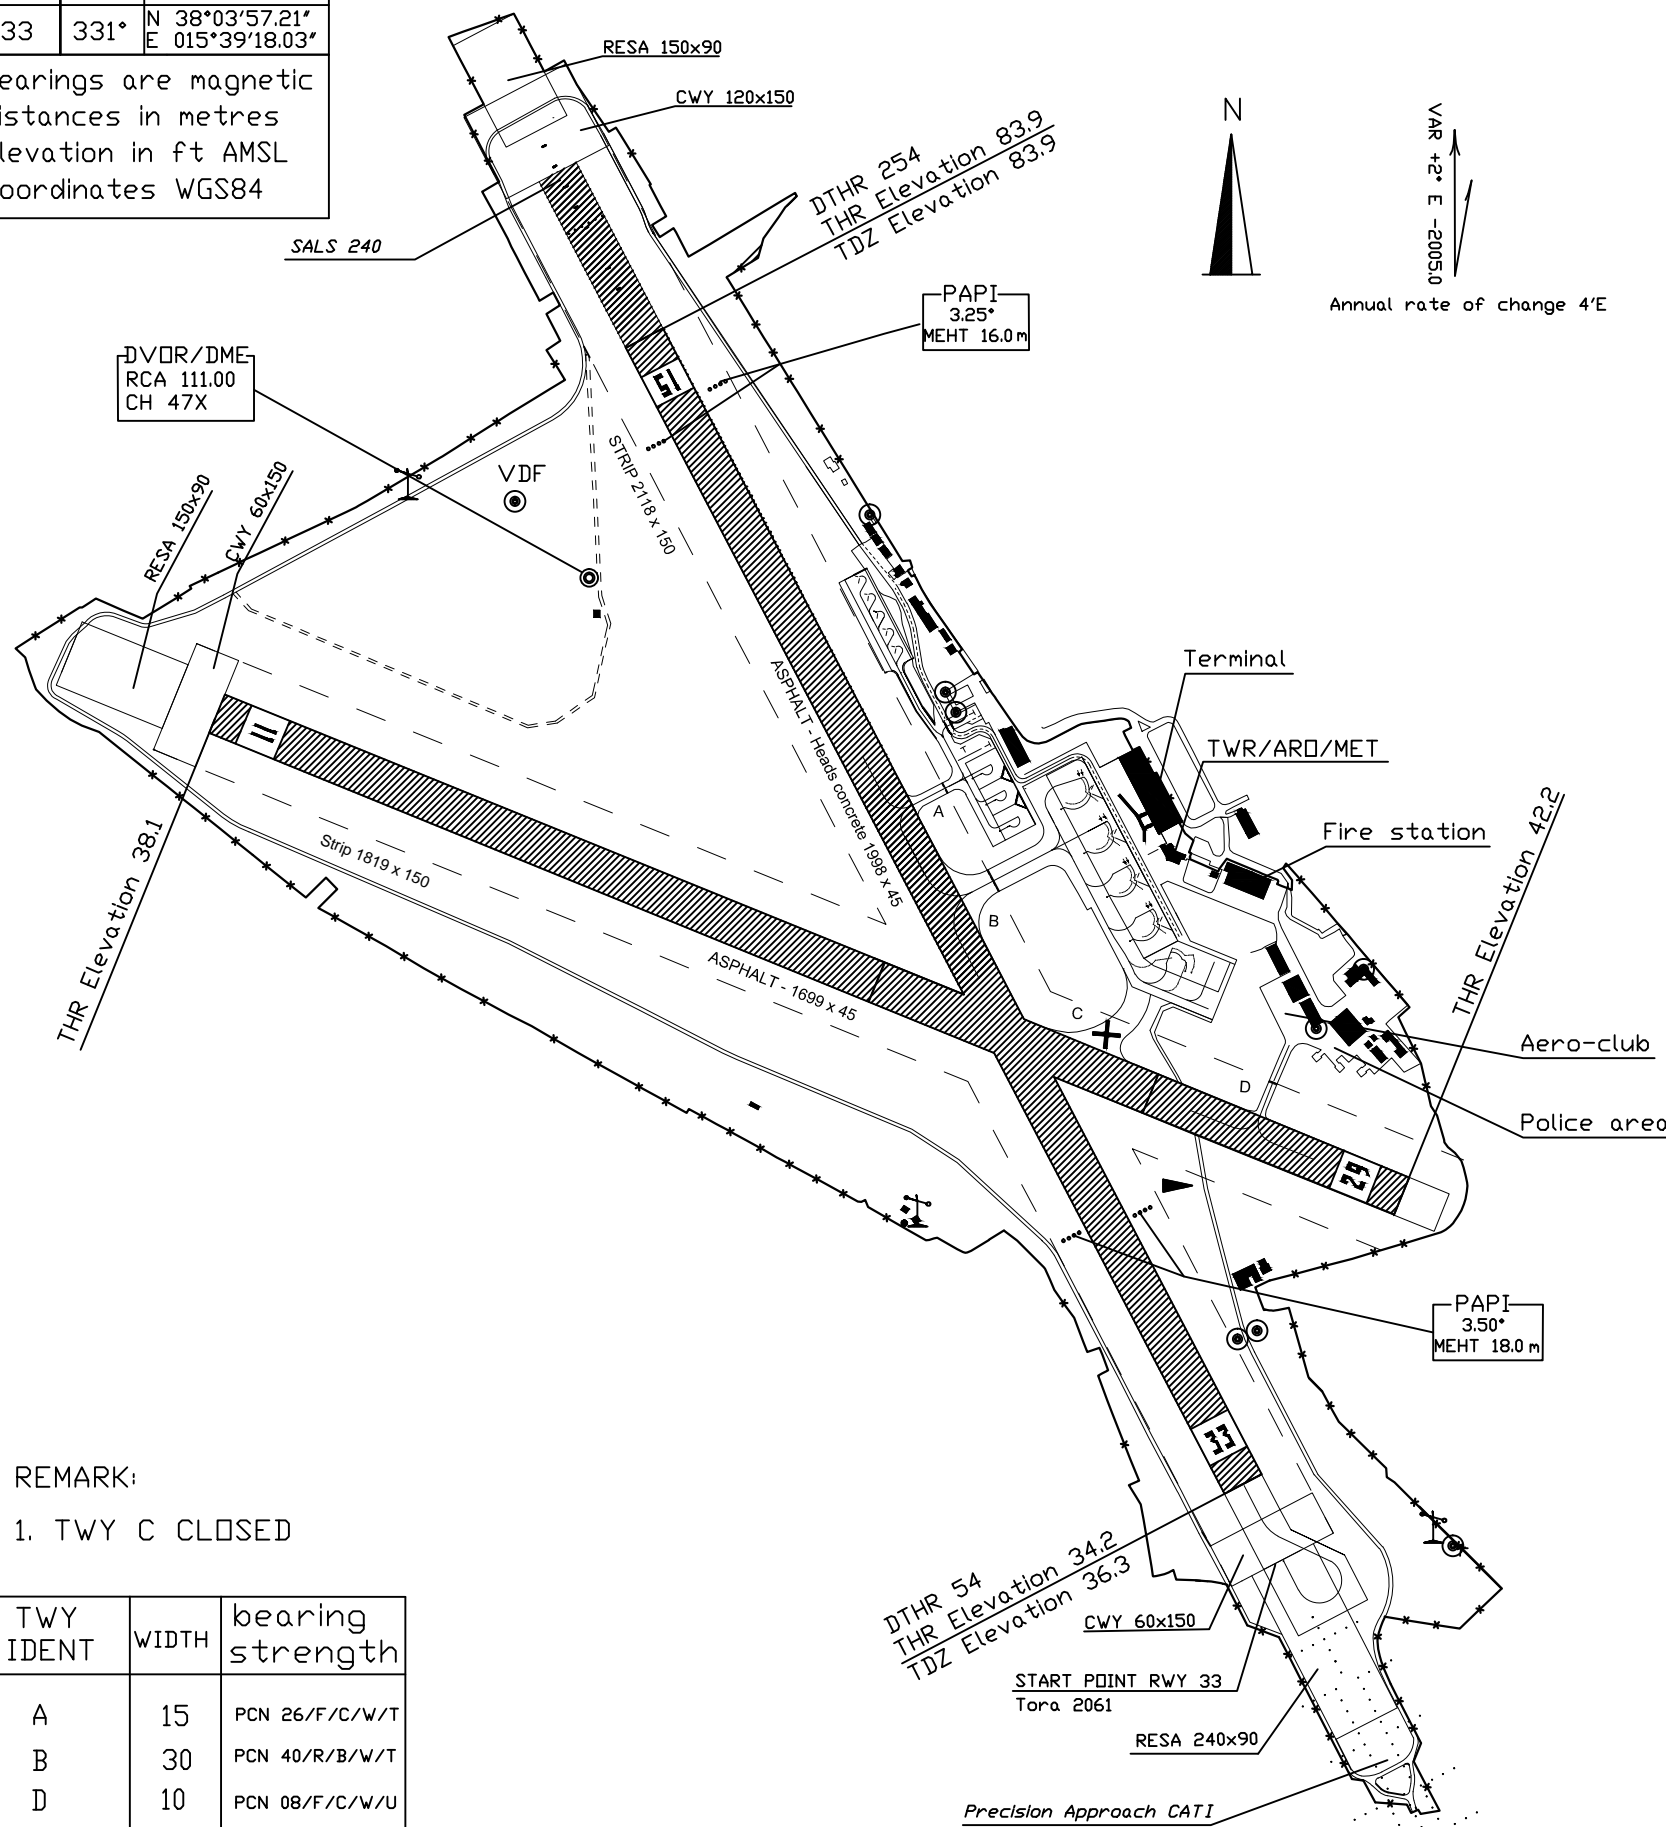 33 331° N 38°03'57.21"
E 015°39'18.03"
earings are magnetic
istances in metres
levation in ft AMSL
oordinates WGS84
RESA 150x90
CWY 120x150
SALS 240
DTHR 254
THR Elevation 83.9
TDZ Elevation 83.9
N
VAR +2° E -2005.0
Annual rate of change 4'E
PAPI
3.25°
MEHT 16.0 m
DVOR/DME
RCA 111.00
CH 47X
VDF
RESA 150x90
CWY 60x150
15
STRIP 2118 x 150
ASPHALT - Heads concrete 1998 x 45
11
THR Elevation 38.1
Strip 1819 x 150
ASPHALT - 1699 x 45
Terminal
TWR/ARO/MET
Fire station
THR Elevation 42.2
A
B
C
D
Aero-club
Police area
29
PAPI
3.50°
MEHT 18.0 m
33
DTHR 54
THR Elevation 34.2
TDZ Elevation 36.3
CWY 60x150
START POINT RWY 33
Tora 2061
RESA 240x90
Precision Approach CATI
REMARK:
1. TWY C CLOSED
TWY IDENT WIDTH bearing strength
A 15 PCN 26/F/C/W/T
B 30 PCN 40/R/B/W/T
D 10 PCN 08/F/C/W/U